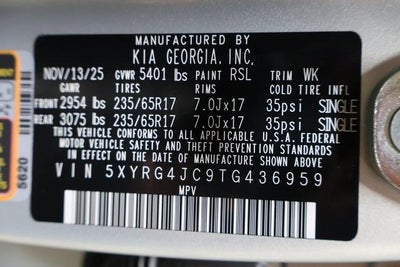 MANUFACTURED BY
KIA GEORGIA, INC.
NOV/13/25 GVWR 5401 lbs PAINT RSL TRIM WK
GAWR TIRES RIMS COLD TIRE INFL
FRONT 2954 lbs 235/65R17 7.0Jx17 35psi SINGLE
REAR 3075 lbs 235/65R17 7.0Jx17 35psi SINGLE
THIS VEHICLE CONFORMS TO ALL APPLICABLE U.S.A. FEDERAL
MOTOR VEHICLE SAFETY AND THEFT PREVENTION STANDARDS
IN EFFECT ON THE DATE OF MANUFACTURE SHOWN ABOVE
VIN 5XYRG4JC9TG436959
MPV
5620